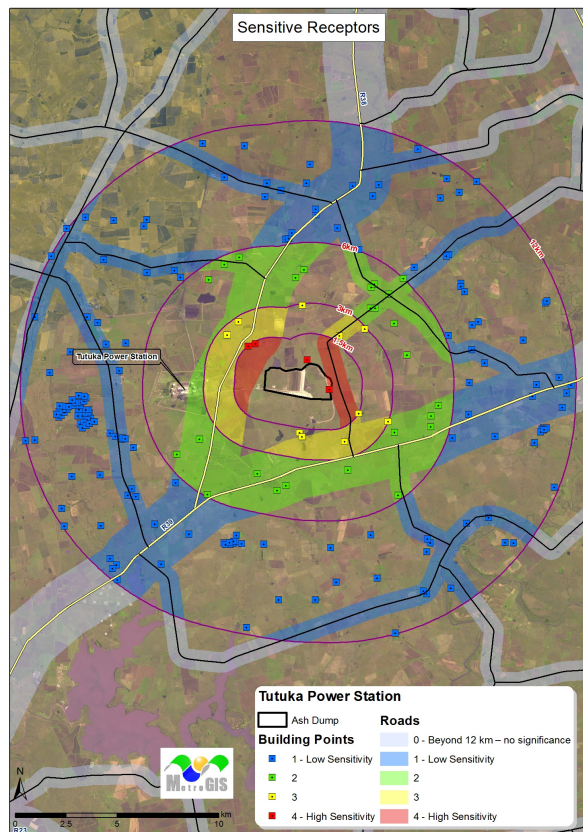 Sensitive Receptors
R38
12km
6km
3km
1.5km
Tutuka Power Station
R39
Tutuka Power Station
Ash Dump
Building Points
1 - Low Sensitivity
2
3
4 - High Sensitivity
Roads
0 - Beyond 12 km – no significance
1 - Low Sensitivity
2
3
4 - High Sensitivity
MetroGIS
N
0 2.5 5 10 km
R23